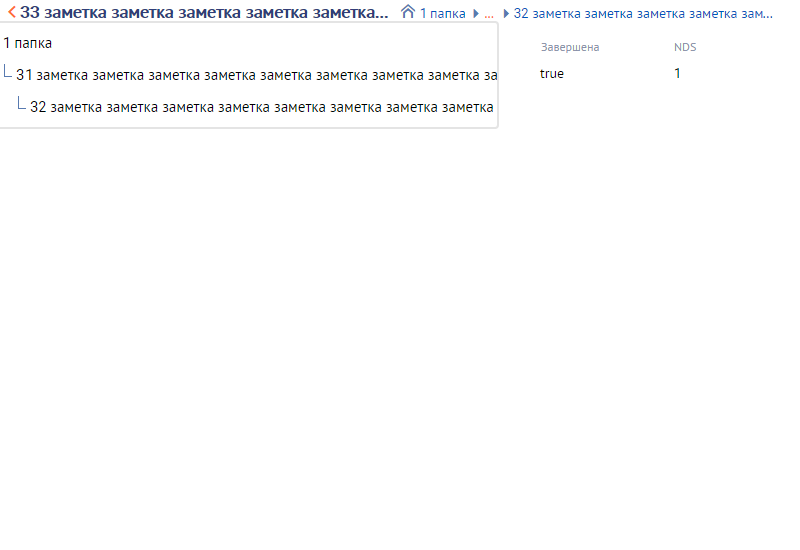 33 заметка заметка заметка заметка заметка... 1 папка ... 32 заметка заметка заметка заметка зам...
1 папка
31 заметка заметка заметка заметка заметка заметка заметка заметка за
32 заметка заметка заметка заметка заметка заметка заметка заметка
Завершена NDS
true 1